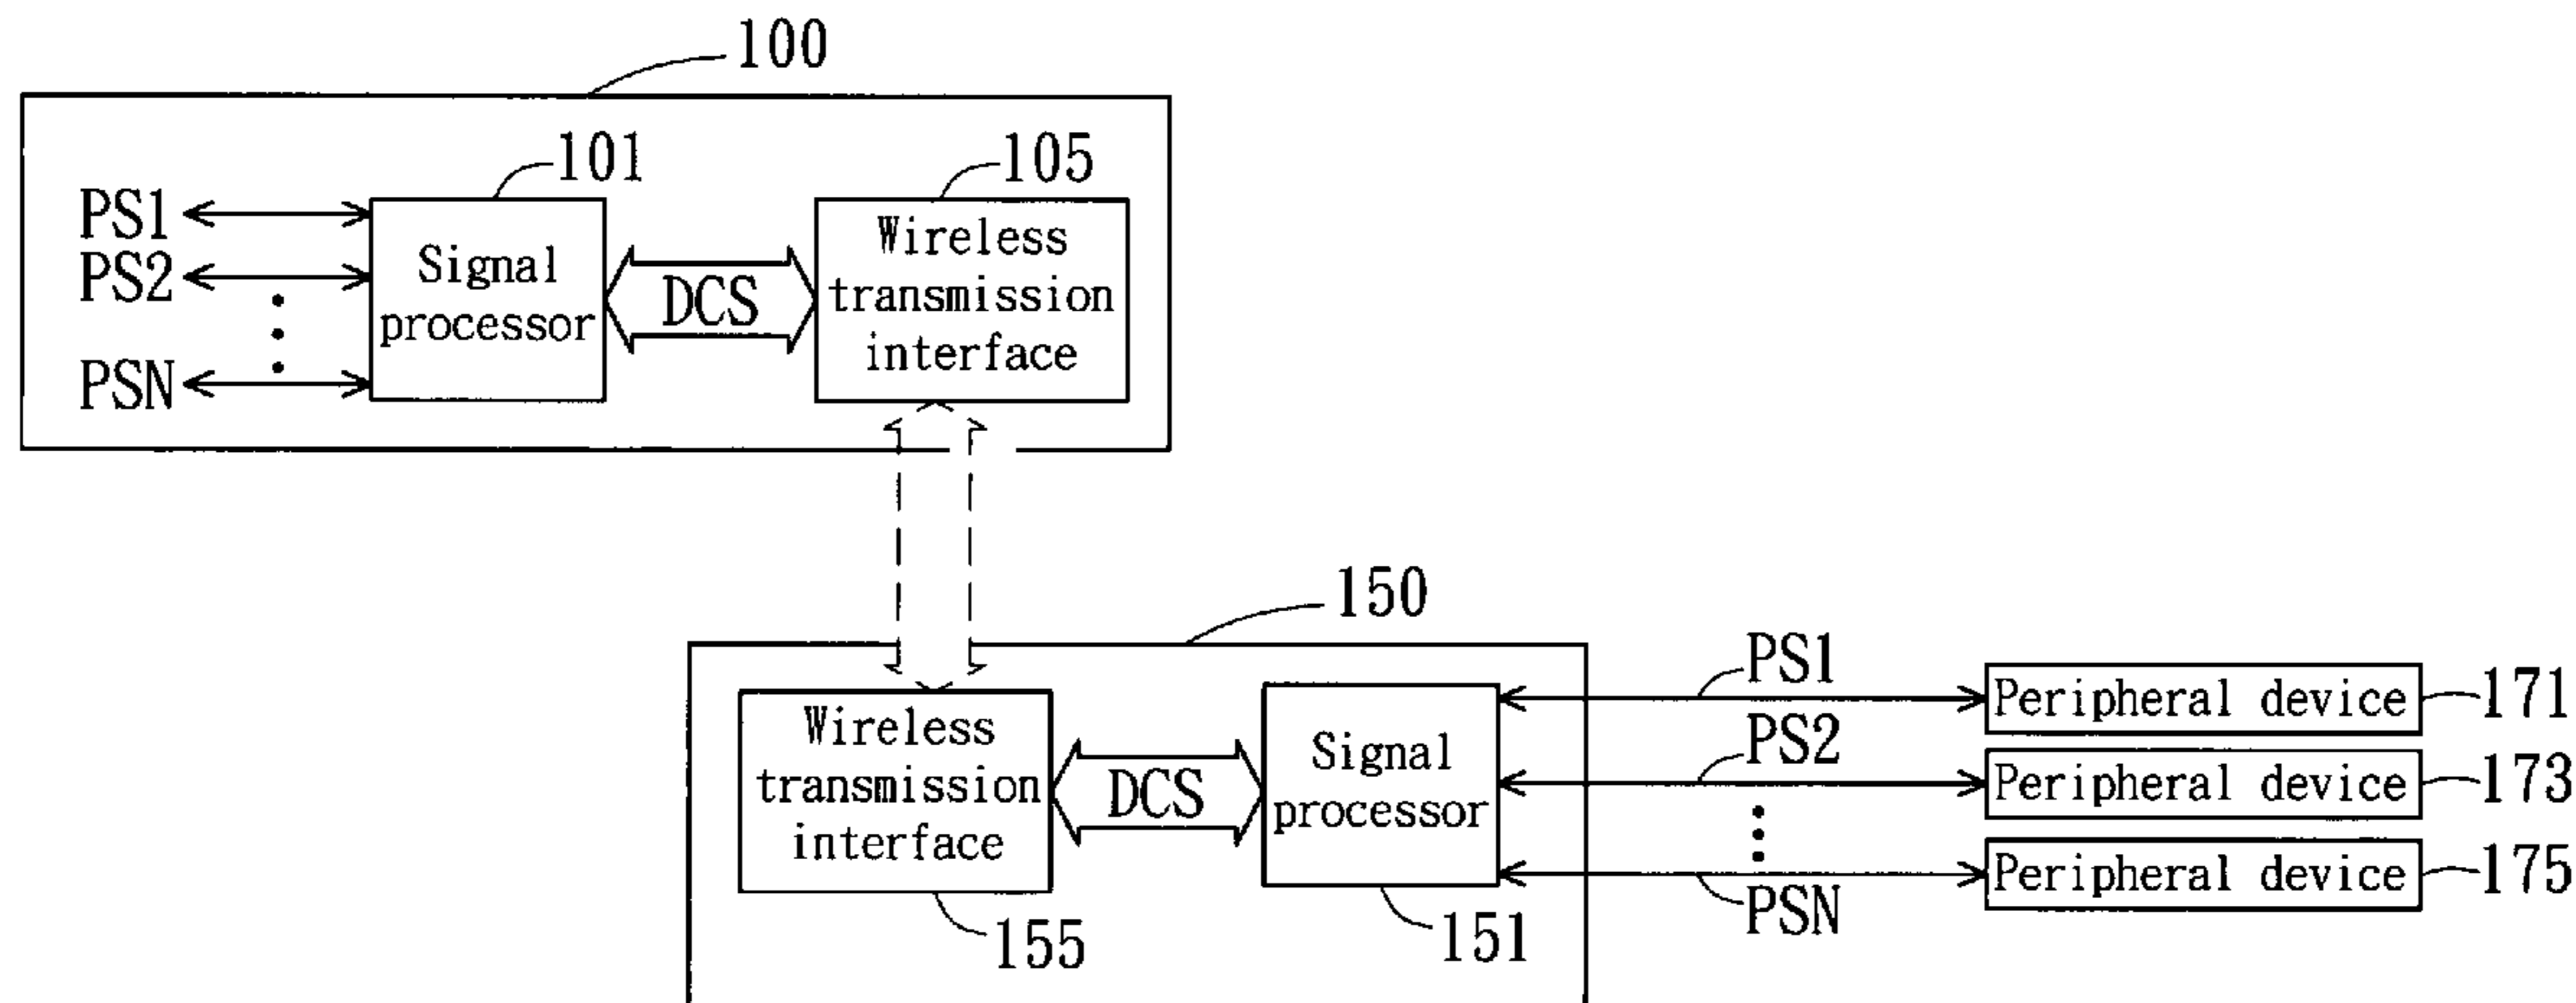 100
101
105
PS1
PS2
PSN
Signal
processor
DCS
Wireless
transmission
interface
150
Wireless
transmission
interface
DCS
Signal
processor
155
151
PS1
PS2
PSN
Peripheral device
171
Peripheral device
173
Peripheral device
175